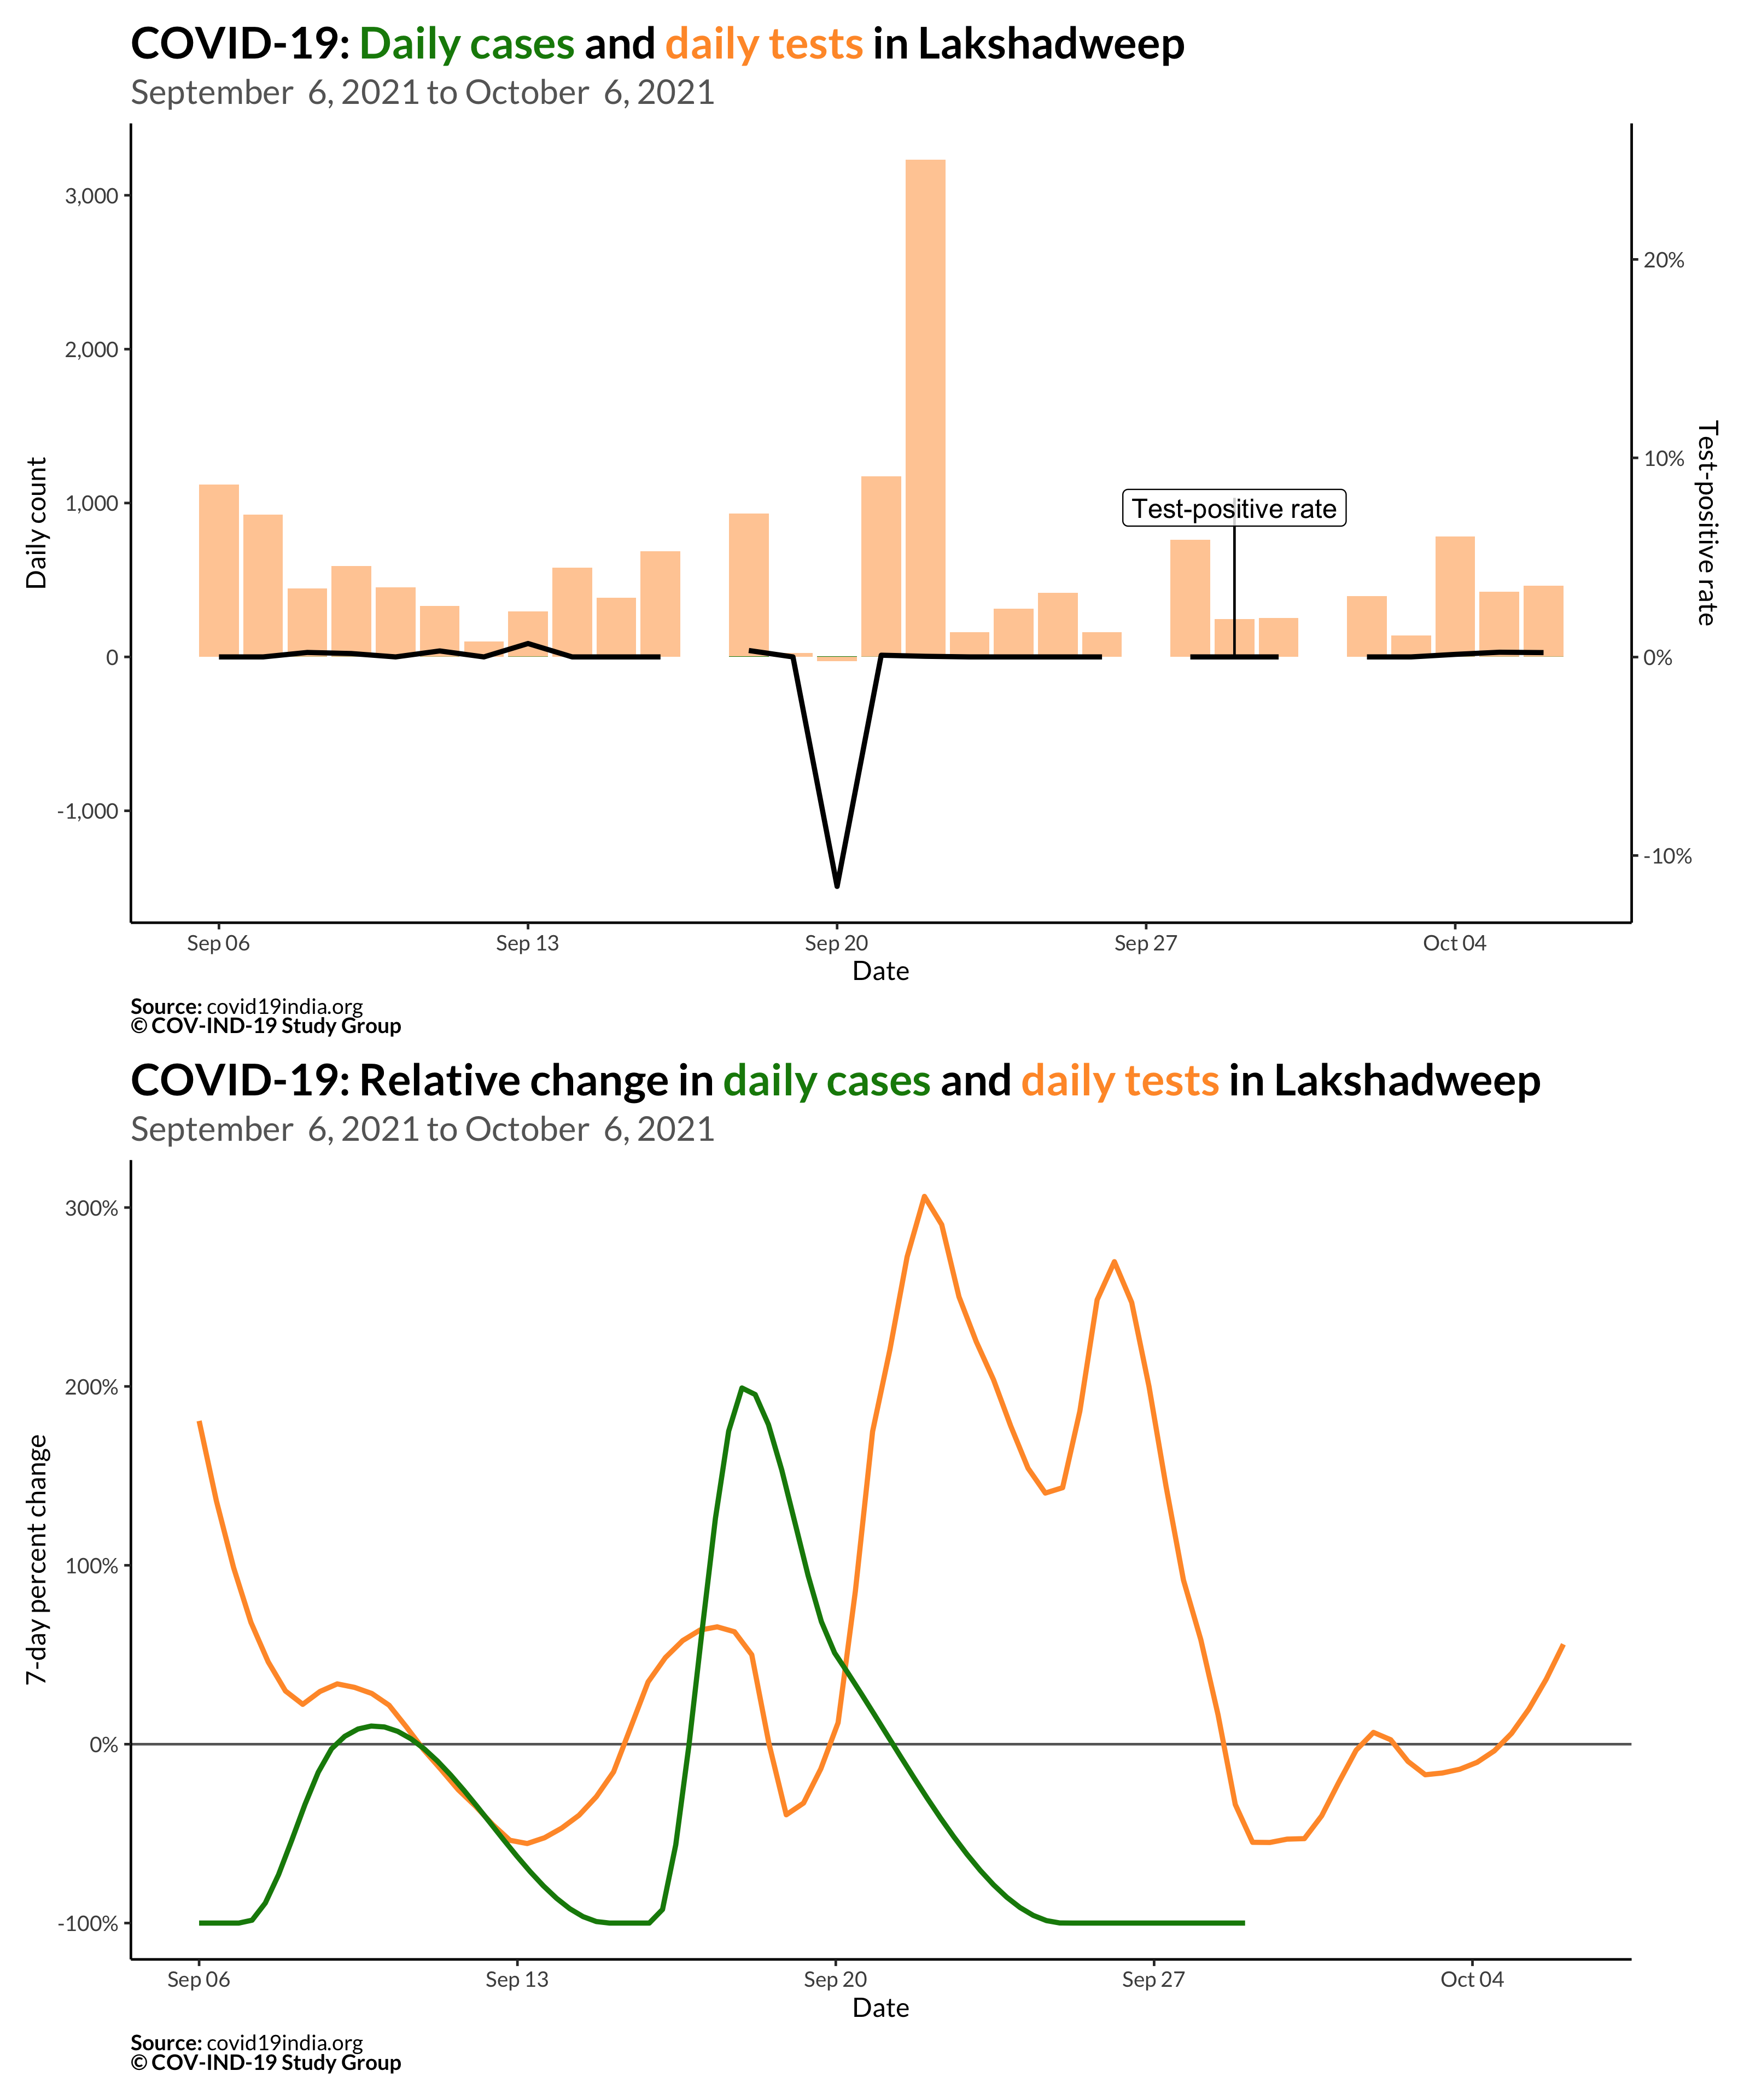 COVID-19: Daily cases and daily tests in Lakshadweep
September 6, 2021 to October 6, 2021
3,000
2,000
1,000
0
-1,000
Daily count
20%
10%
0%
-10%
Test-positive rate
Test-positive rate
Sep 06
Sep 13
Sep 20
Sep 27
Oct 04
Date
Source: covid19india.org
© COV-IND-19 Study Group
COVID-19: Relative change in daily cases and daily tests in Lakshadweep
September 6, 2021 to October 6, 2021
300%
200%
100%
0%
-100%
7-day percent change
Sep 06
Sep 13
Sep 20
Sep 27
Oct 04
Date
Source: covid19india.org
© COV-IND-19 Study Group